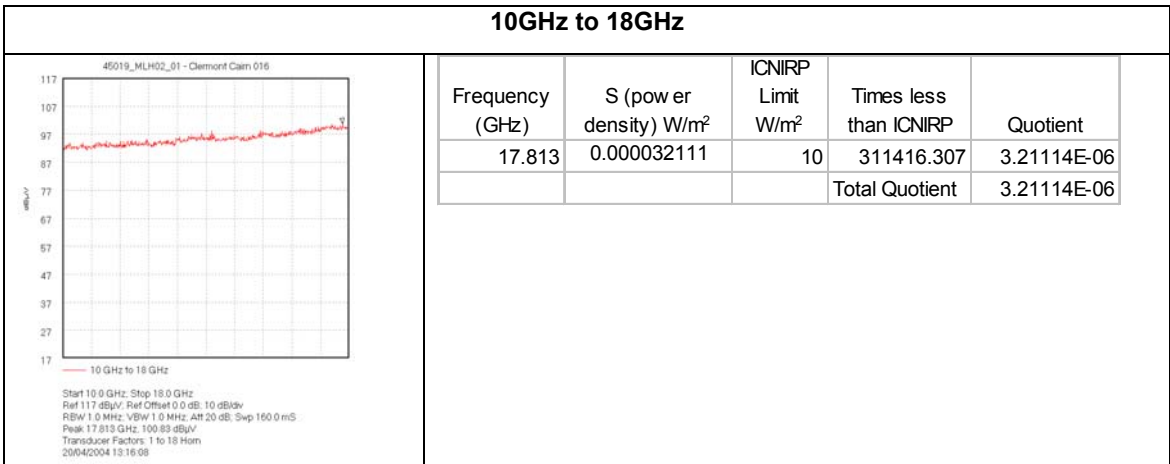 10GHz to 18GHz
45019_MLH02_01 - Clermont Cairn 016
117
107
97
87
77
67
57
47
37
27
17
dBµV
10 GHz to 18 GHz
Start 10.0 GHz; Stop 18.0 GHz
Ref 117 dBµV; Ref Offset 0.0 dB; 10 dB/div
RBW 1.0 MHz; VBW 1.0 MHz; Att 20 dB; Swp 160.0 mS
Peak 17.813 GHz, 100.83 dBµV
Transducer Factors: 1 to 18 Horn
20/04/2004 13:16:08
Frequency (GHz) S (pow er density) W/m² ICNIRP Limit W/m² Times less than ICNIRP Quotient
17.813 0.000032111 10 311416.307 3.21114E-06
Total Quotient 3.21114E-06